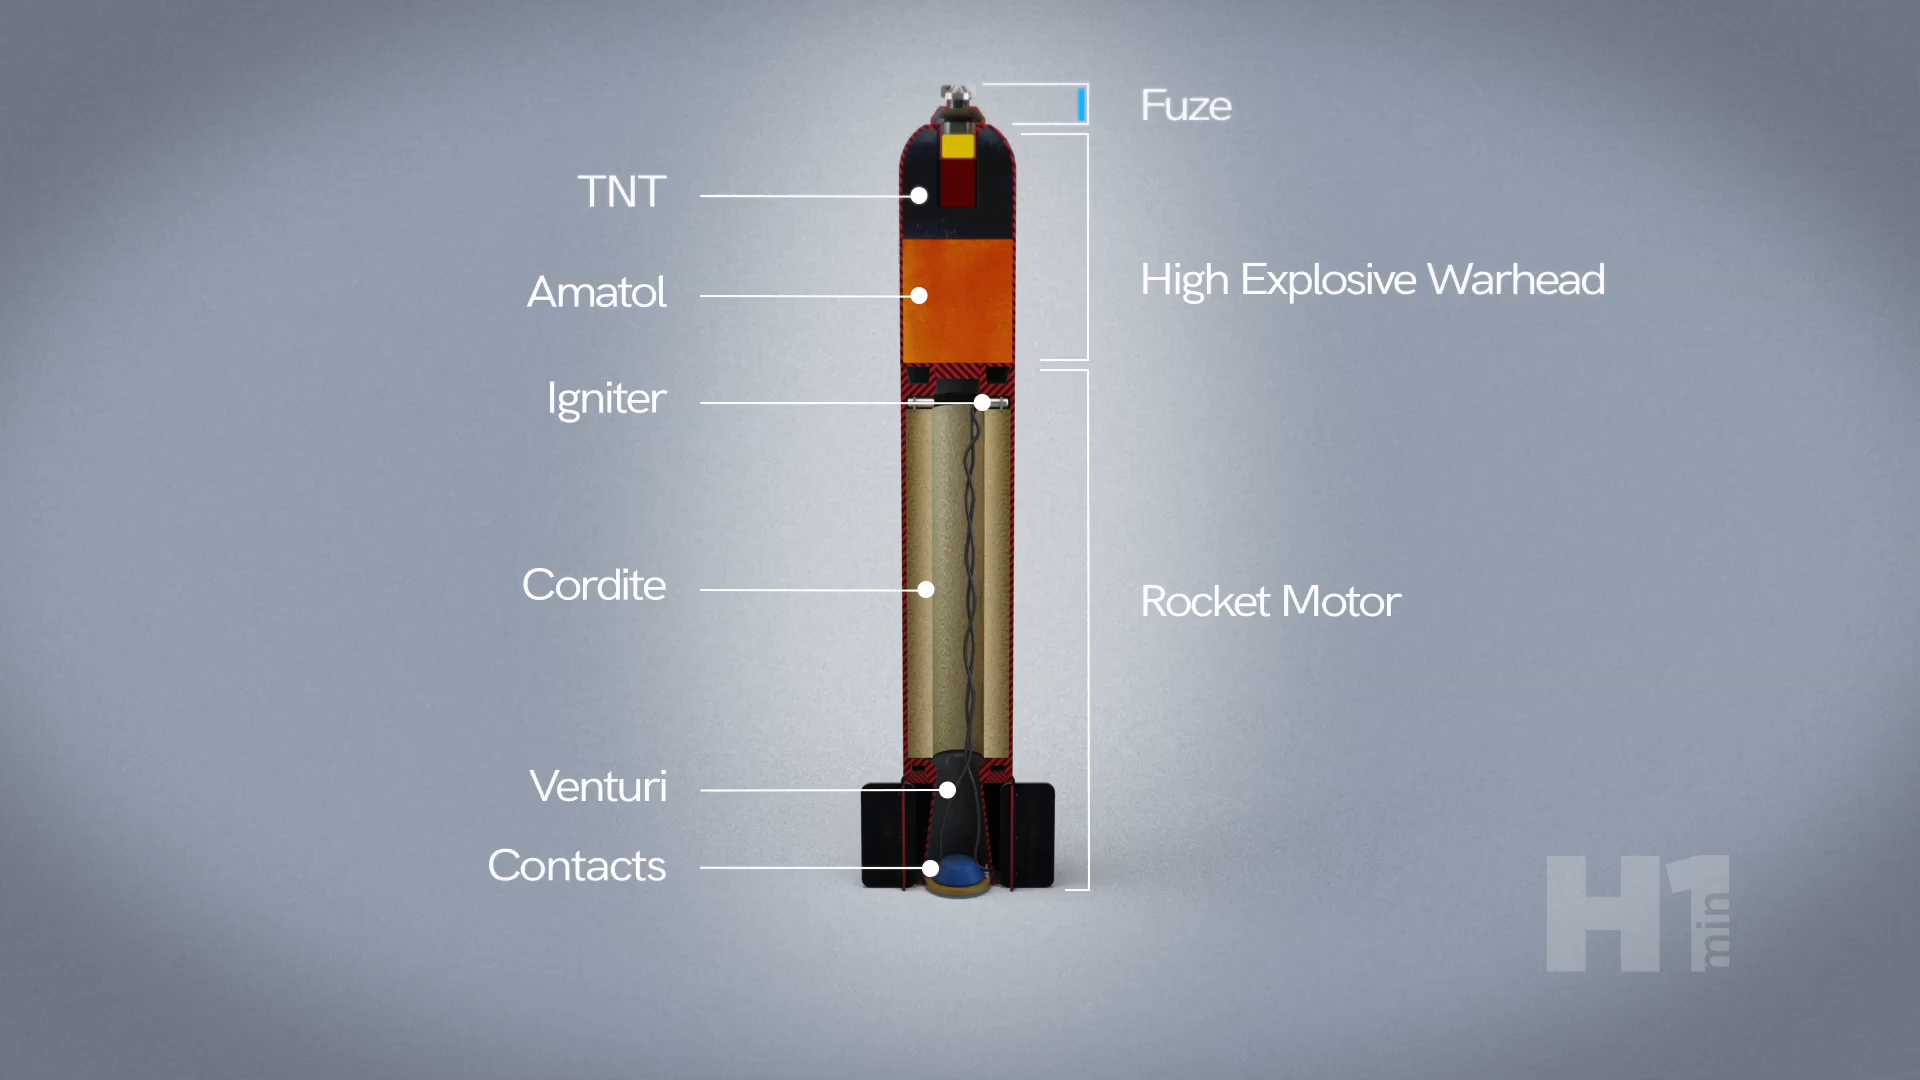 Fuze
TNT
High Explosive Warhead
Amatol
Igniter
Cordite
Rocket Motor
Venturi
Contacts
H1
min